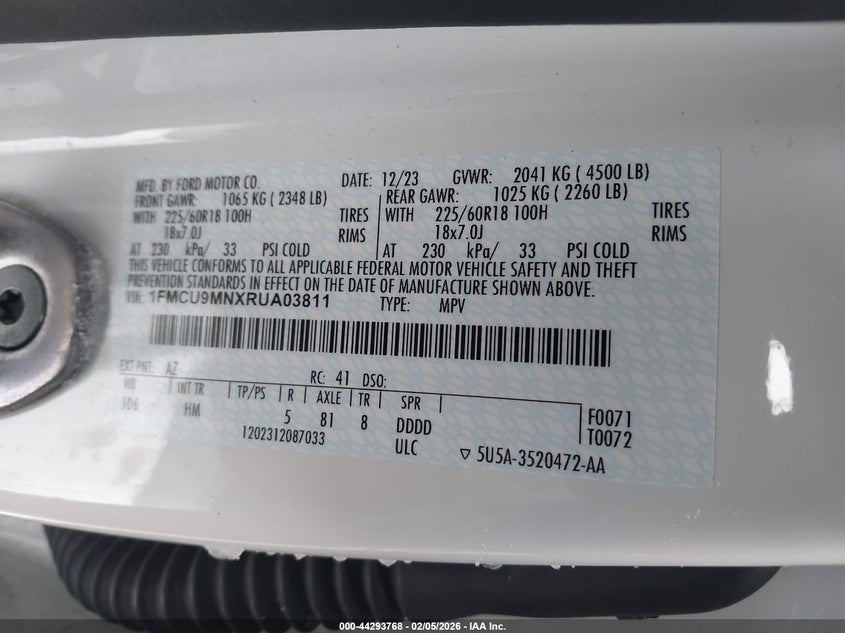 MFD. BY FORD MOTOR CO. DATE: 12/23 GVWR: 2041 KG ( 4500 LB)
FRONT GAWR: 1065 KG ( 2348 LB) REAR GAWR: 1025 KG ( 2260 LB)
WITH 225/60R18 100H TIRES WITH 225/60R18 100H TIRES
18x7.0J RIMS 18x7.0J RIMS
AT 230 kPa/ 33 PSI COLD AT 230 kPa/ 33 PSI COLD
THIS VEHICLE CONFORMS TO ALL APPLICABLE FEDERAL MOTOR VEHICLE SAFETY AND THEFT
PREVENTION STANDARDS IN EFFECT ON THE DATE OF MANUFACTURE SHOWN ABOVE.
VIN: 1FMCU9MNXRUA03811 TYPE: MPV
EXT PNT: AZ RC: 41 DSO:
WB INT TR TP/PS R AXLE TR SPR
106 HM 5 81 8 DDDD F0071
1202312087033 ULC T0072
▽ 5U5A-3520472-AA
000-44293768 - 02/05/2026 - IAA Inc.